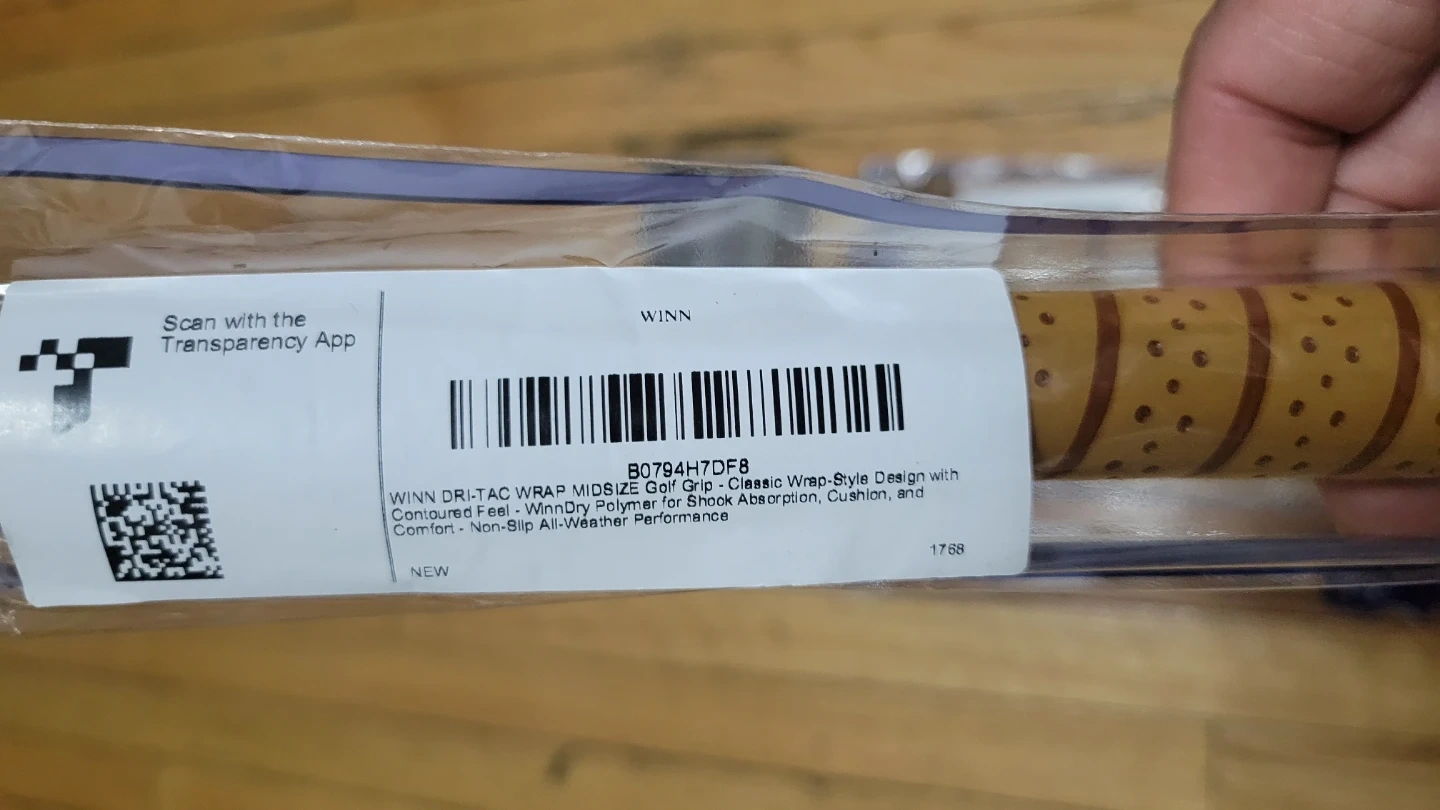 Scan with the
Transparency App
WINN
B0794H7DF8
WINN DRI-TAC WRAP MIDSIZE Golf Grip - Classic Wrap-Style Design with
Contoured Feel - WinnDry Polymer for Shock Absorption, Cushion, and
Comfort - Non-Slip All-Weather Performance
NEW
1768